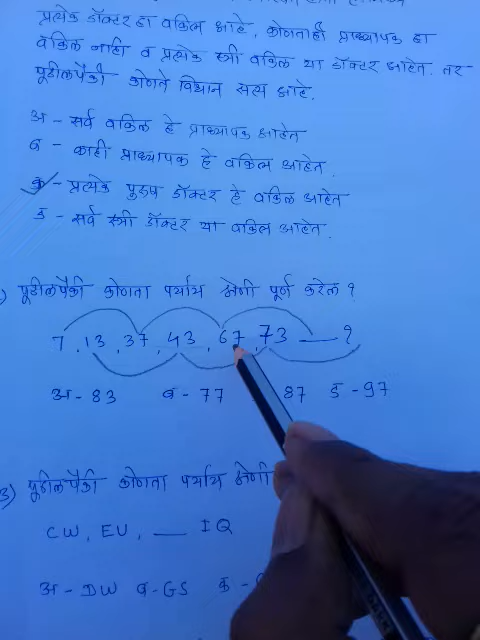 प्रत्येक डॉक्टर हा वकिल आहे, कोणताही प्राध्यापक हा
वकिल नाही व प्रत्येक स्त्री वकिल या डॉक्टर आहेत. तर
पूढीलपैकी कोणते विधान सत्य आहे.
अ - सर्व वकिल हे प्राध्यापक आहेत
ब - काही प्राध्यापक हे वकिल आहेत.
क - प्रत्येक पुरुष डॉक्टर हे वकिल आहेत
ड - सर्व स्त्री डॉक्टर या वकिल आहेत.
) पूढीलपैकी कोणता पर्याय श्रेणी पूर्ण करेल ?
7, 13, 37, 43, 67, 73 __ ?
अ - 83 ब - 77 87 ड - 97
3) पूढीलपैकी कोणता पर्याय श्रेणी
CW, EU, __ IQ
अ - DW ब - GS क -